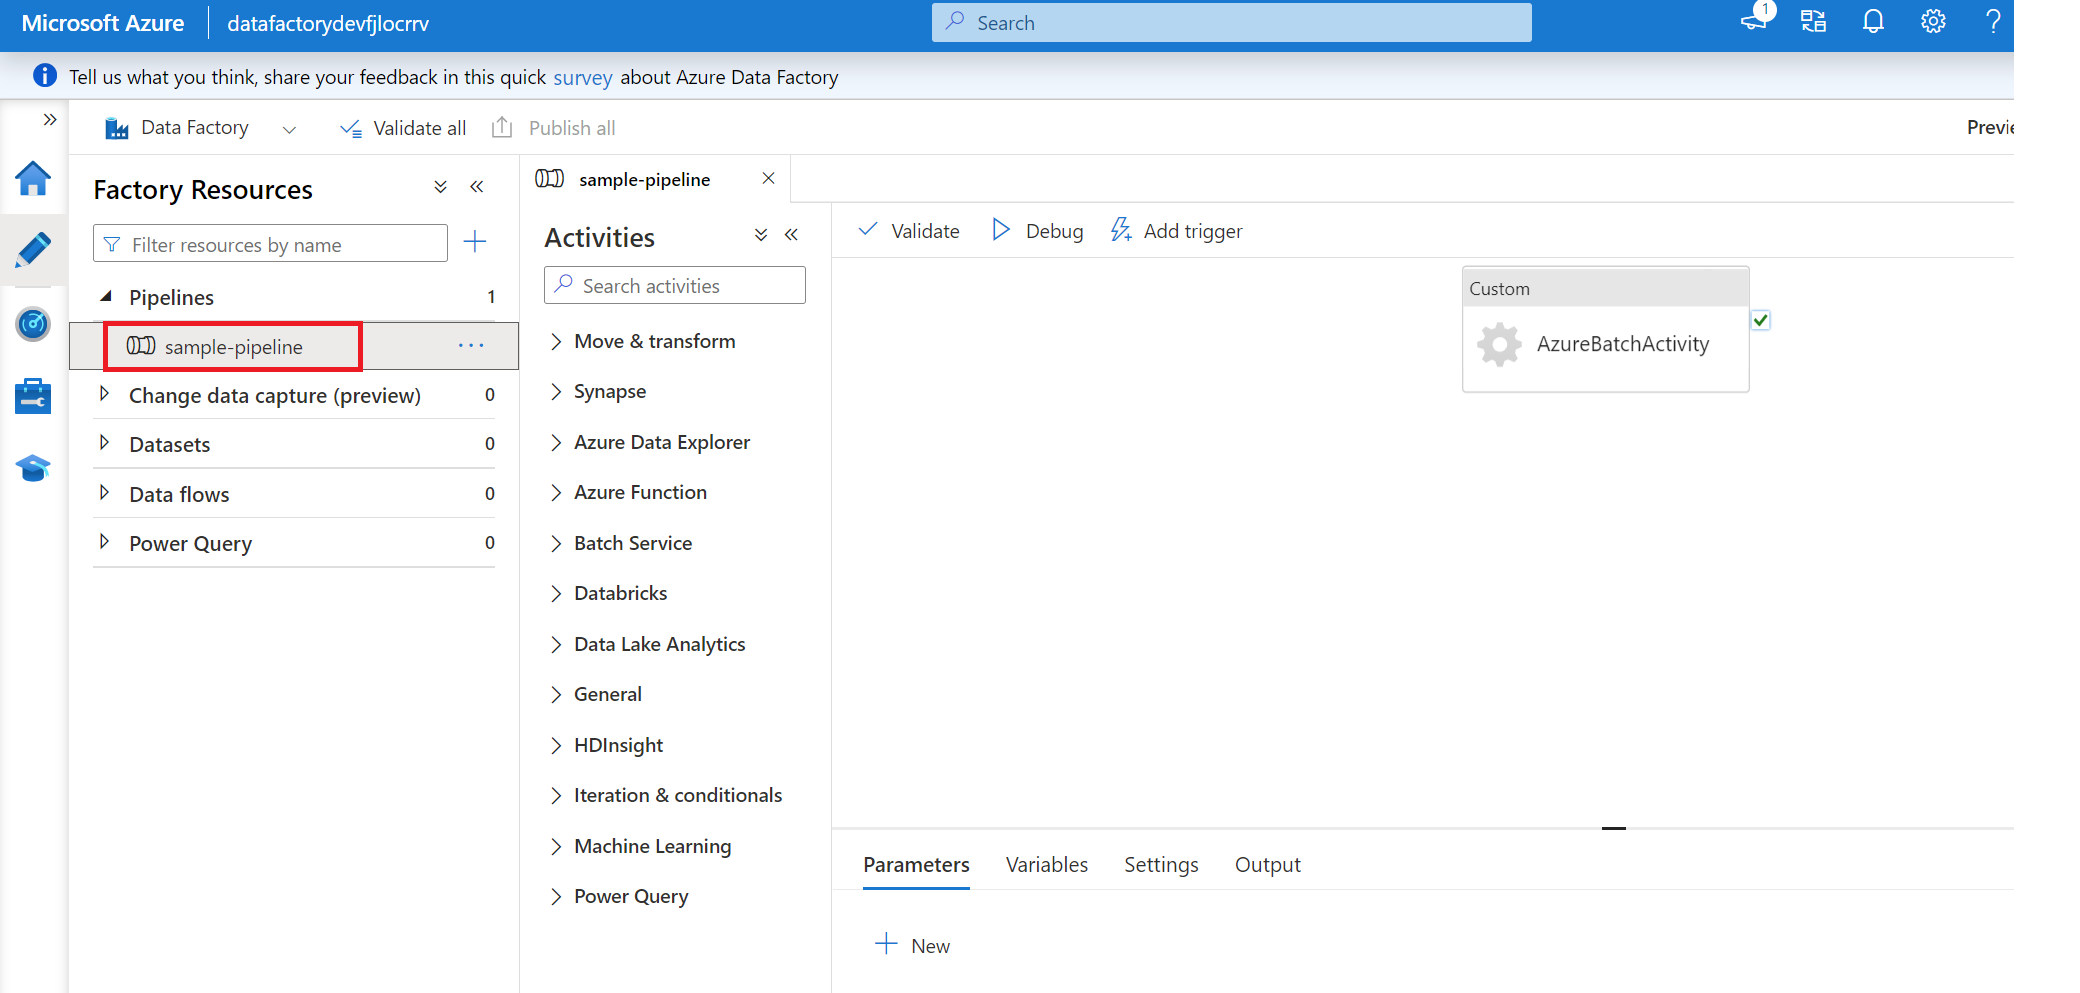 Microsoft Azure datafactorydevfjlocrrv Search 1 ?
Tell us what you think, share your feedback in this quick survey about Azure Data Factory
Data Factory Validate all Publish all Previe
Factory Resources
Filter resources by name
Pipelines 1
sample-pipeline ...
Change data capture (preview) 0
Datasets 0
Data flows 0
Power Query 0
sample-pipeline
Activities
Search activities
Move & transform
Synapse
Azure Data Explorer
Azure Function
Batch Service
Databricks
Data Lake Analytics
General
HDInsight
Iteration & conditionals
Machine Learning
Power Query
Validate Debug Add trigger
Custom
AzureBatchActivity
Parameters Variables Settings Output
New